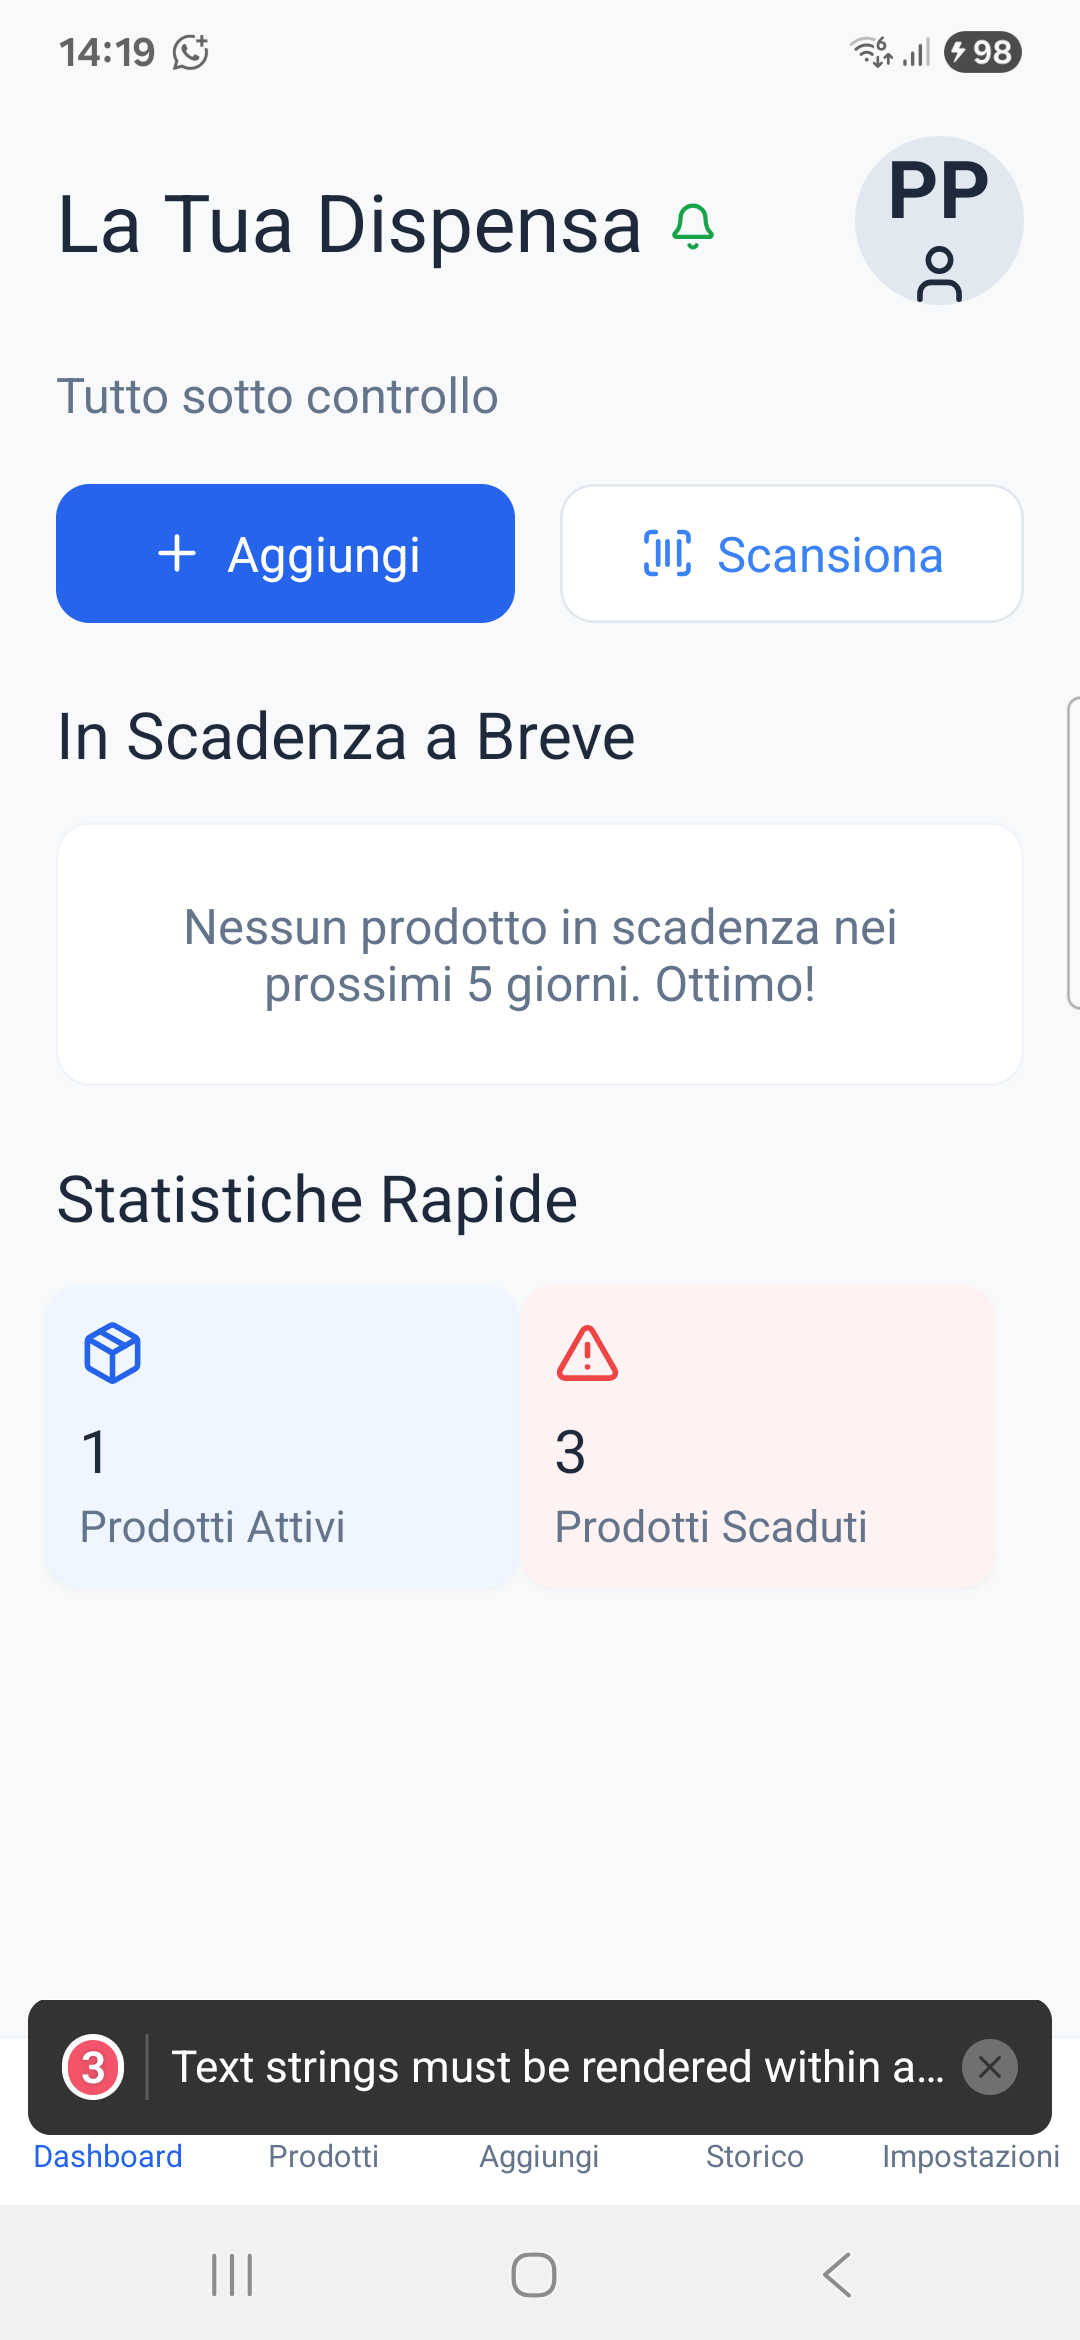 14:19
6
98
La Tua Dispensa
PP
Tutto sotto controllo
Aggiungi
Scansiona
In Scadenza a Breve
Nessun prodotto in scadenza nei
prossimi 5 giorni. Ottimo!
Statistiche Rapide
1
Prodotti Attivi
3
Prodotti Scaduti
3
Text strings must be rendered within a...
Dashboard
Prodotti
Aggiungi
Storico
Impostazioni